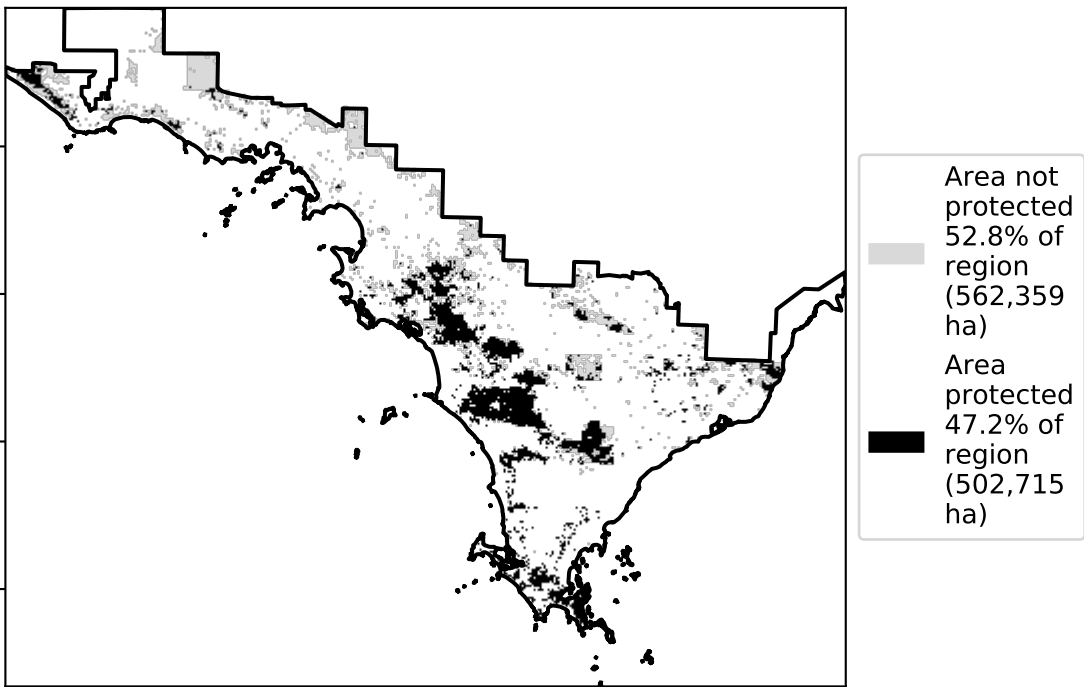 Area not
protected
52.8% of
region
(562,359
ha)
Area
protected
47.2% of
region
(502,715
ha)